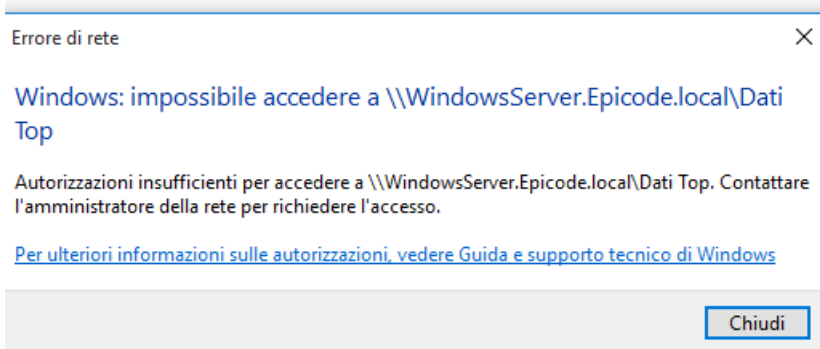 Errore di rete
Windows: impossibile accedere a \\WindowsServer.Epicode.local\Dati
Top
Autorizzazioni insufficienti per accedere a \\WindowsServer.Epicode.local\Dati Top. Contattare
l'amministratore della rete per richiedere l'accesso.
Per ulteriori informazioni sulle autorizzazioni, vedere Guida e supporto tecnico di Windows
Chiudi